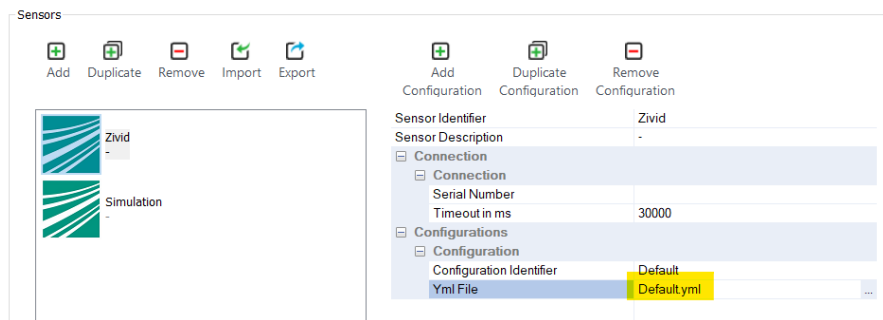 Sensors
Add Duplicate Remove Import Export
Add Configuration Duplicate Configuration Remove Configuration
Zivid
-
Simulation
-
Sensor Identifier Zivid
Sensor Description -
Connection
Connection
Serial Number
Timeout in ms 30000
Configurations
Configuration
Configuration Identifier Default
Yml File Default.yml ...